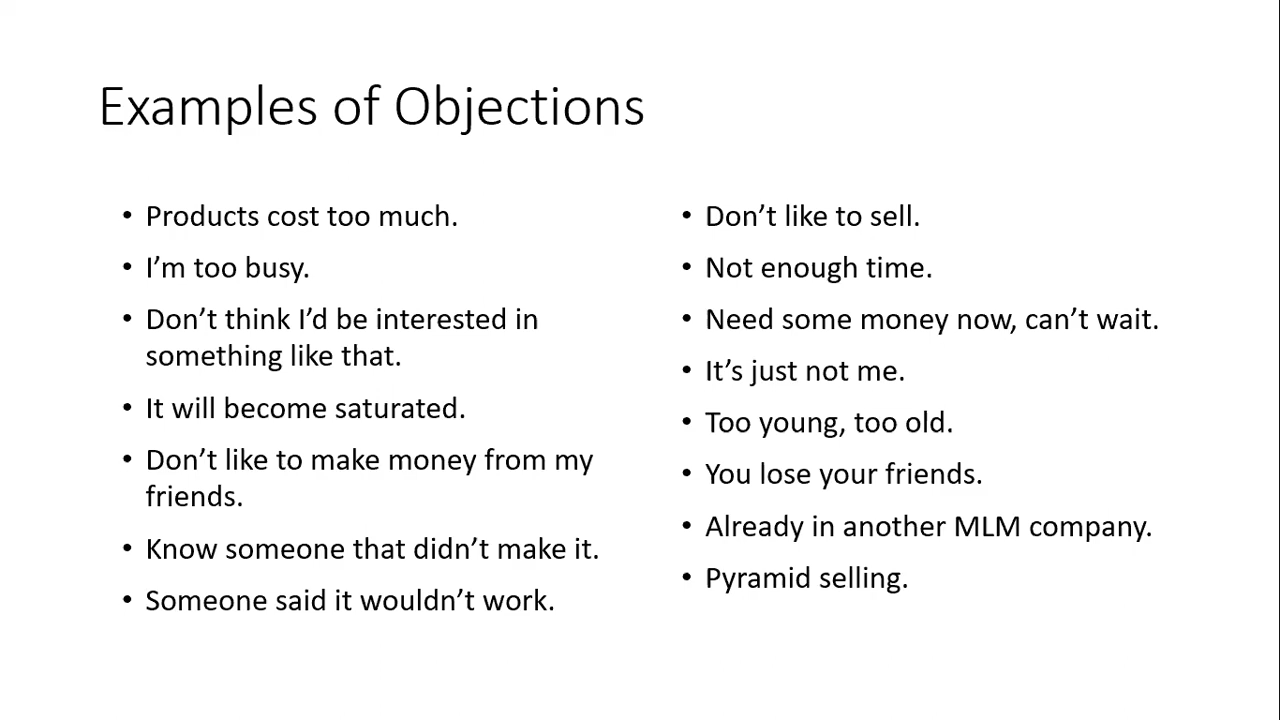 Examples of Objections
• Products cost too much.
• I’m too busy.
• Don’t think I’d be interested in
something like that.
• It will become saturated.
• Don’t like to make money from my
friends.
• Know someone that didn’t make it.
• Someone said it wouldn’t work.
• Don’t like to sell.
• Not enough time.
• Need some money now, can’t wait.
• It’s just not me.
• Too young, too old.
• You lose your friends.
• Already in another MLM company.
• Pyramid selling.